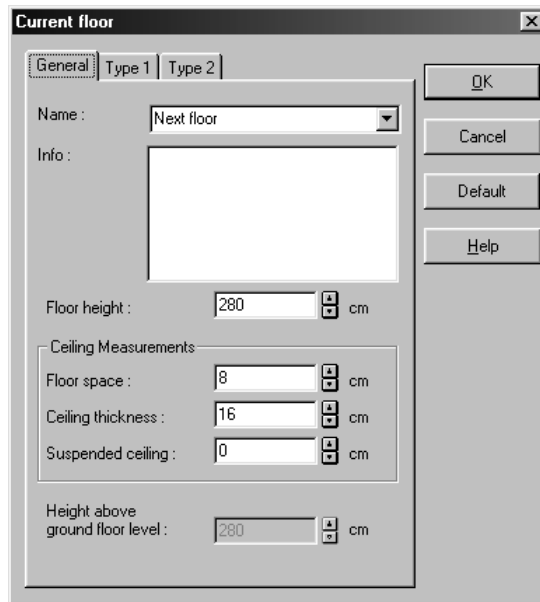 Current floor
General Type 1 Type 2
OK
Name : Next floor
Cancel
Info :
Default
Help
Floor height : 280 cm
Ceiling Measurements
Floor space : 8 cm
Ceiling thickness : 16 cm
Suspended ceiling : 0 cm
Height above
ground floor level : 280 cm